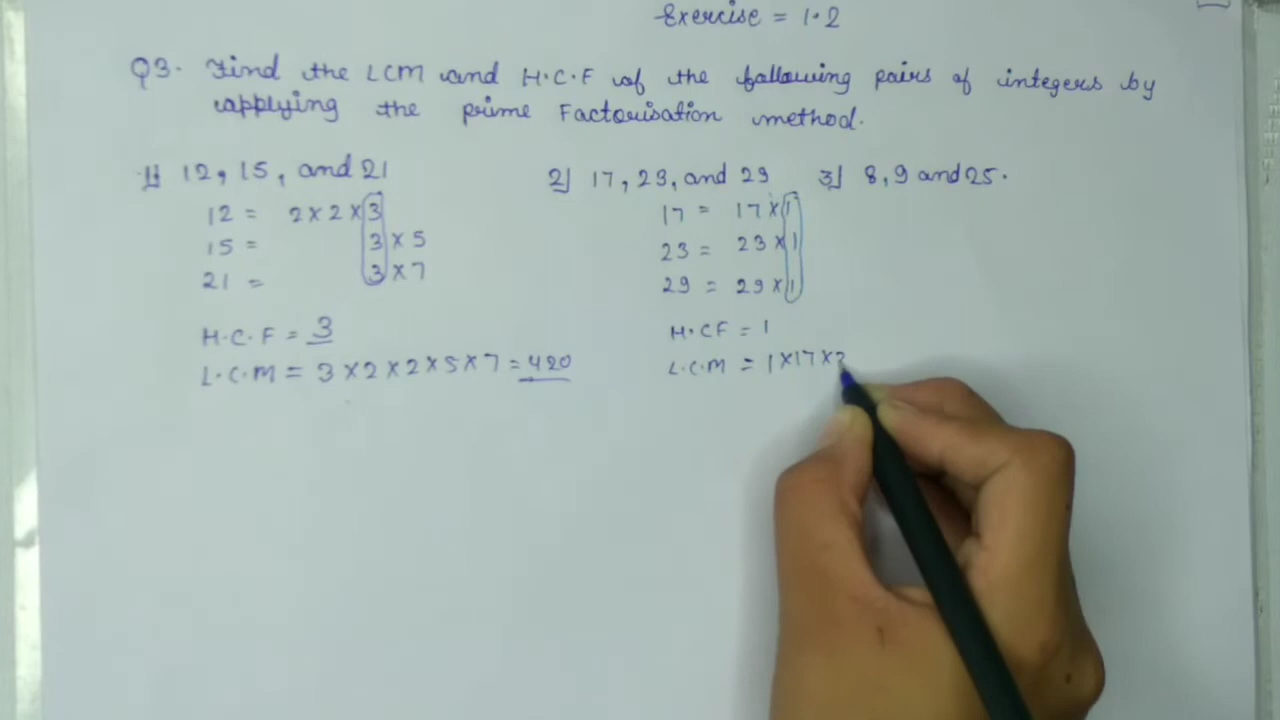 Exercise = 1.2
Q3. Find the LCM and H.C.F of the following pairs of integers by
applying the prime Factorisation method.
1) 12, 15, and 21
12 = 2 × 2 × 3
15 = 3 × 5
21 = 3 × 7
H.C.F = 3
L.C.M = 3 × 2 × 2 × 5 × 7 = 420
2) 17, 23, and 29
17 = 17 × 1
23 = 23 × 1
29 = 29 × 1
H.CF = 1
L.C.M = 1 × 17 × 2
3) 8, 9 and 25.